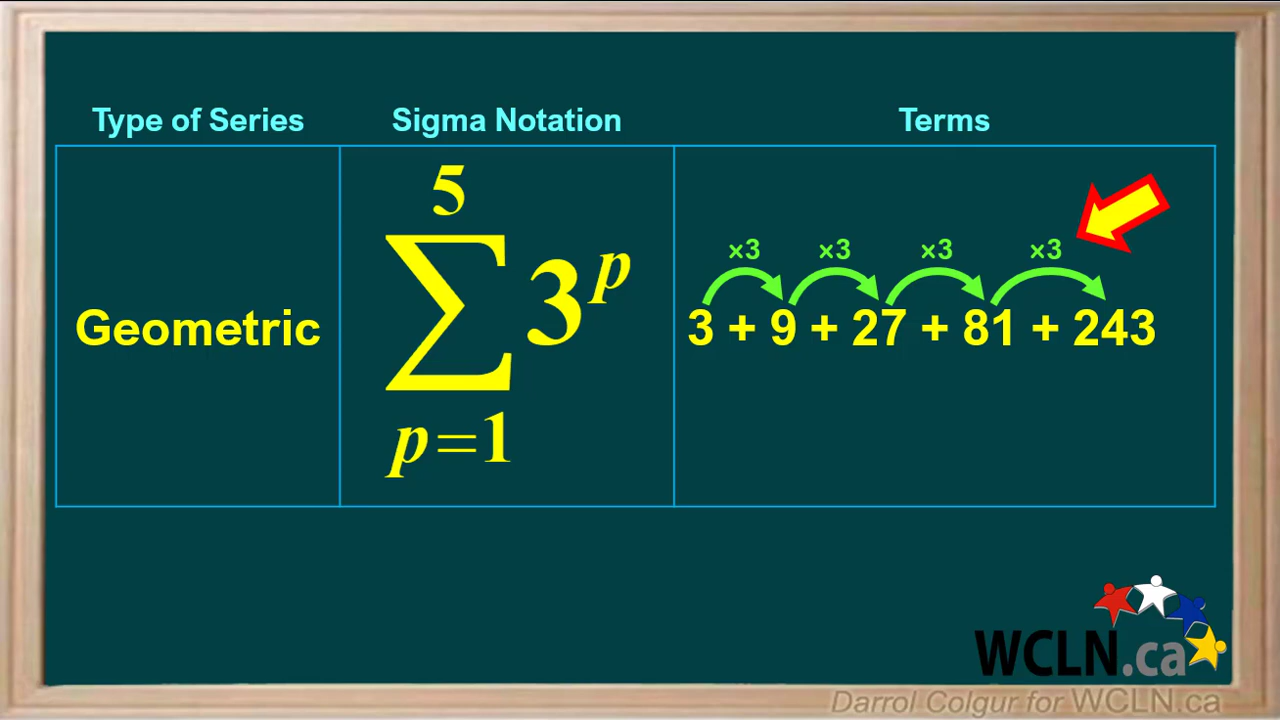 Type of Series Sigma Notation Terms
5
∑ 3^p
p=1
Geometric
×3 ×3 ×3 ×3
3 + 9 + 27 + 81 + 243
WCLN.ca
Darrol Colgur for WCLN.ca